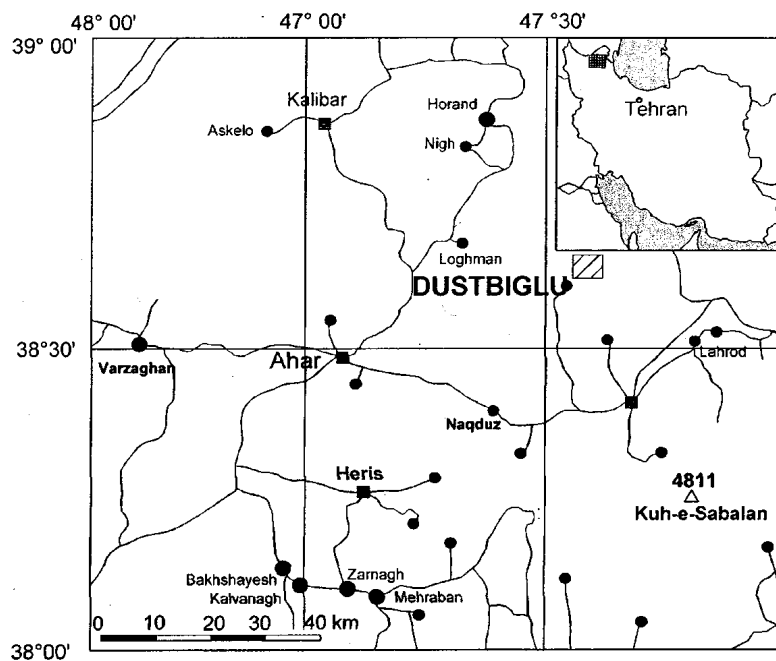 48° 00' 47° 00' 47° 30'
39° 00'
Tehran
Kalibar
Horand
Askelo
Nigh
Loghman
DUSTBIGLU
38° 30'
Ahar
Lahrod
Varzaghan
Naqduz
Heris
4811
Kuh-e-Sabalan
Bakhshayesh
Zarnagh
Kalvanagh
Mehraban
0 10 20 30 40 km
38° 00'